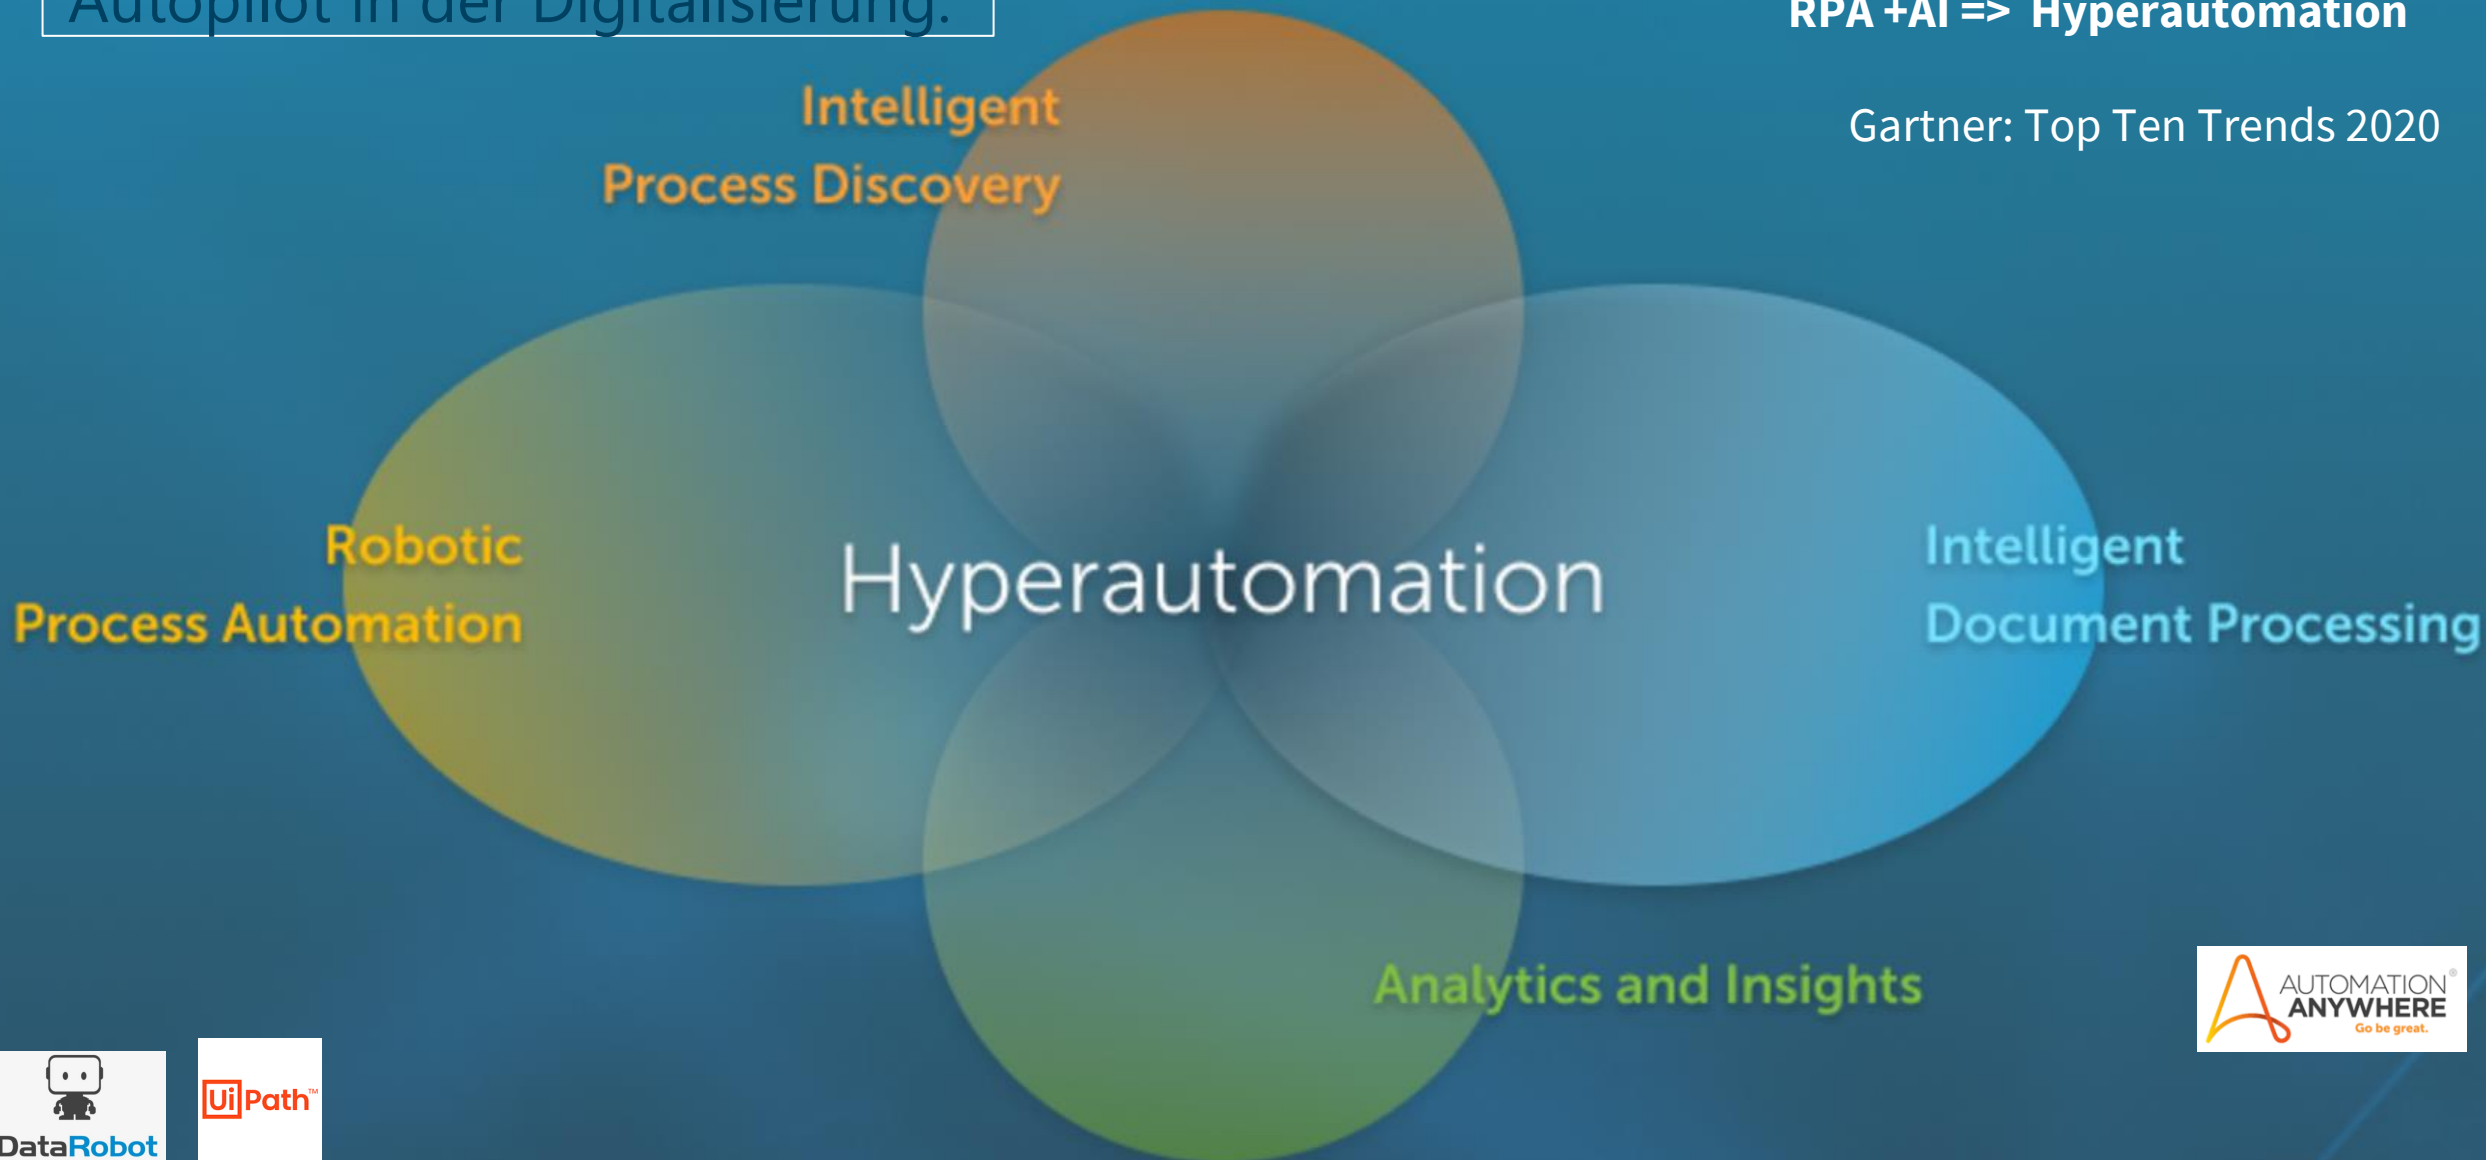 Autopilot in der Digitalisierung.
RPA +AI => Hyperautomation
Gartner: Top Ten Trends 2020
Intelligent
Process Discovery
Robotic
Process Automation
Hyperautomation
Intelligent
Document Processing
Analytics and Insights
AUTOMATION®
ANYWHERE
Go be great.
UiPath™
DataRobot